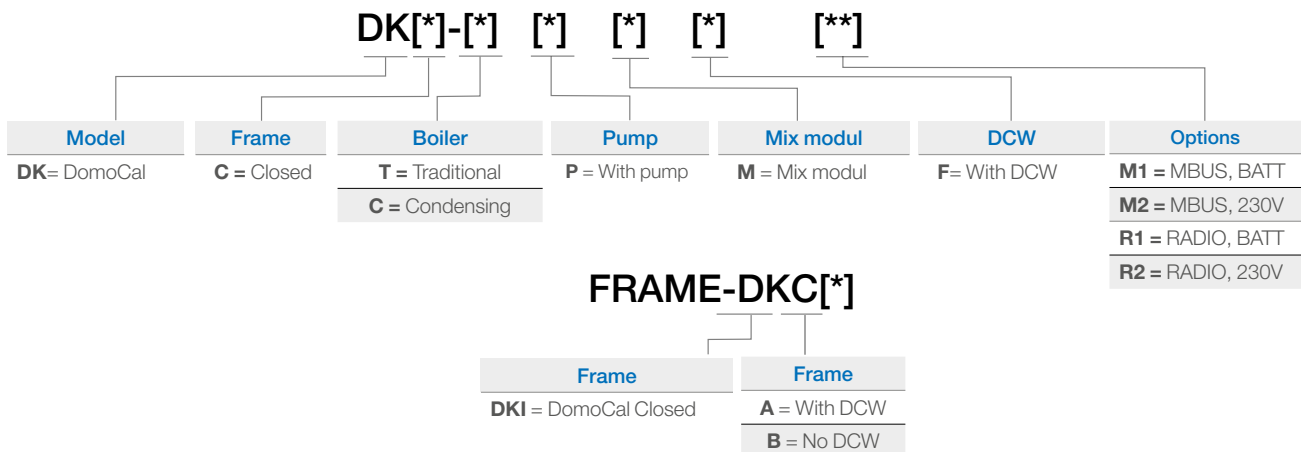 DK[*]-[*] [*] [*] [*] [**]
Model Frame Boiler Pump Mix modul DCW Options
DK= DomoCal C = Closed T = Traditional P = With pump M = Mix modul F= With DCW M1 = MBUS, BATT
C = Condensing M2 = MBUS, 230V
R1 = RADIO, BATT
R2 = RADIO, 230V
FRAME-DKC[*]
Frame Frame
DKI = DomoCal Closed A = With DCW
B = No DCW